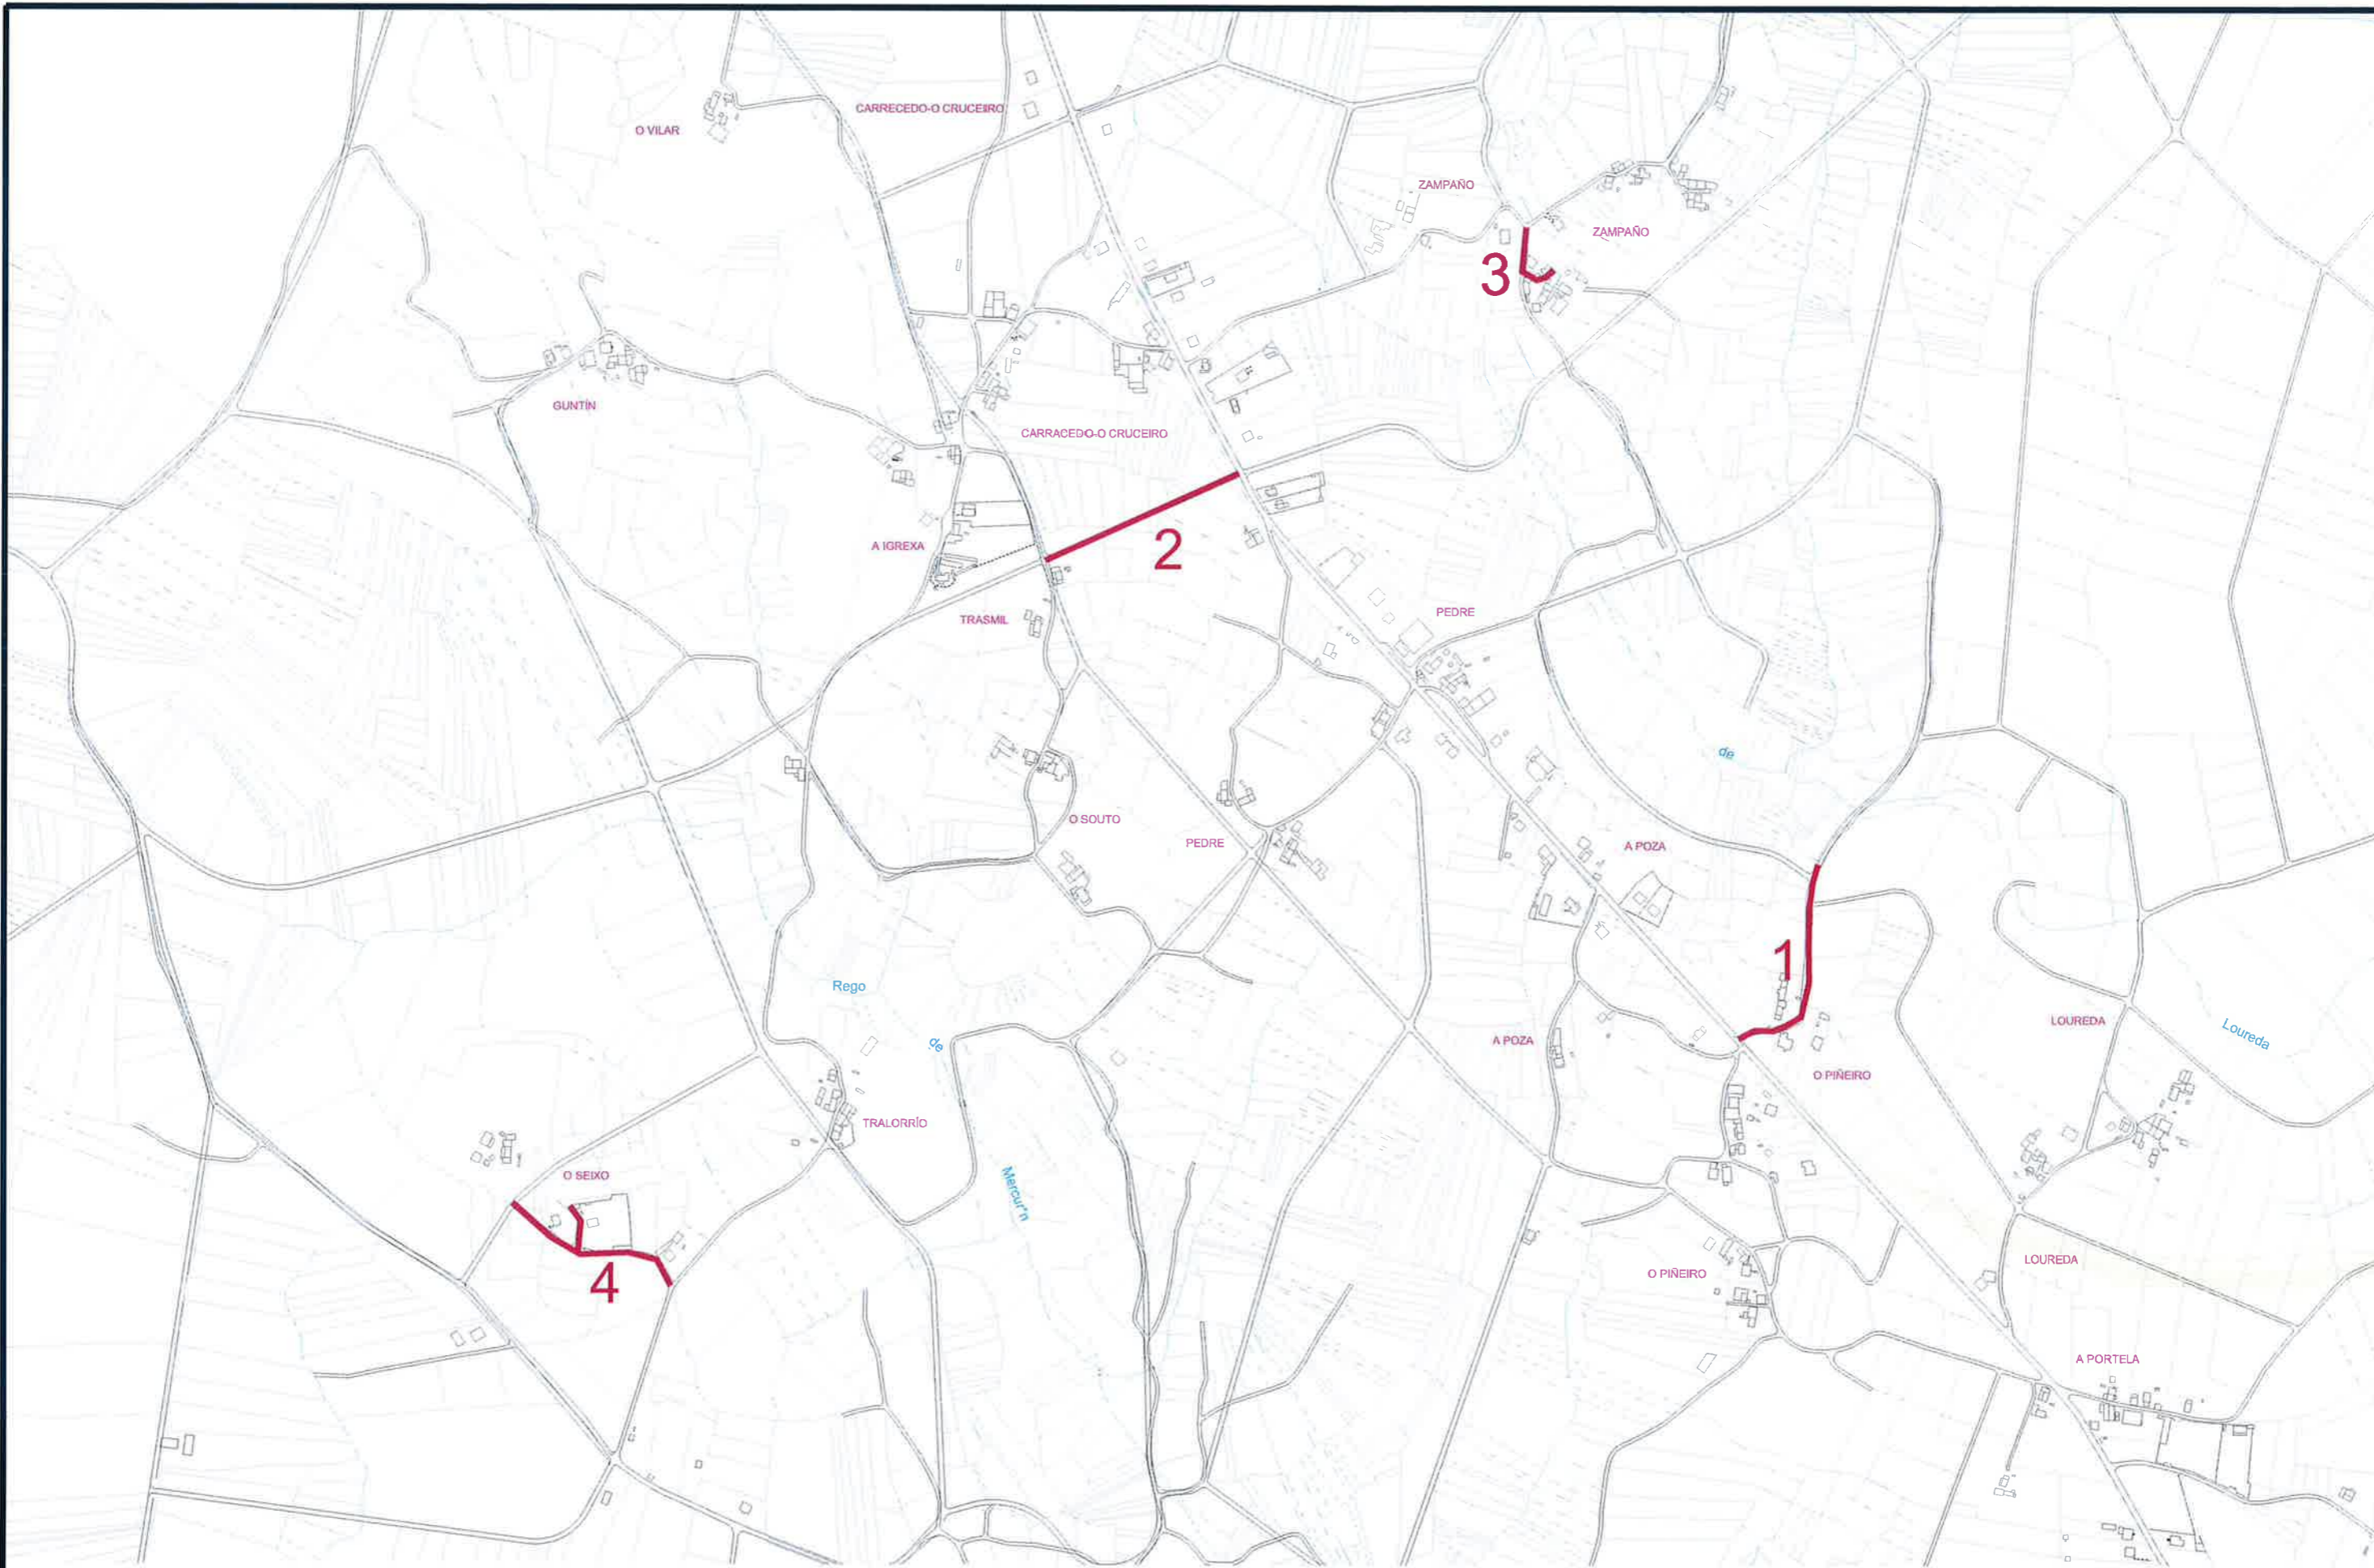 CARRECEDO-O CRUCEIRO
O VILAR
ZAMPAÑO
ZAMPAÑO
3
GUNTÍN
CARRACEDO-O CRUCEIRO
A IGREXA
2
TRASMIL
PEDRE
de
O SOUTO
PEDRE
A POZA
1
Rego
de
A POZA
LOUREDA
Loureda
O PIÑEIRO
TRALORRÍO
O SEIXO
Mercur*n
4
O PIÑEIRO
LOUREDA
A PORTELA